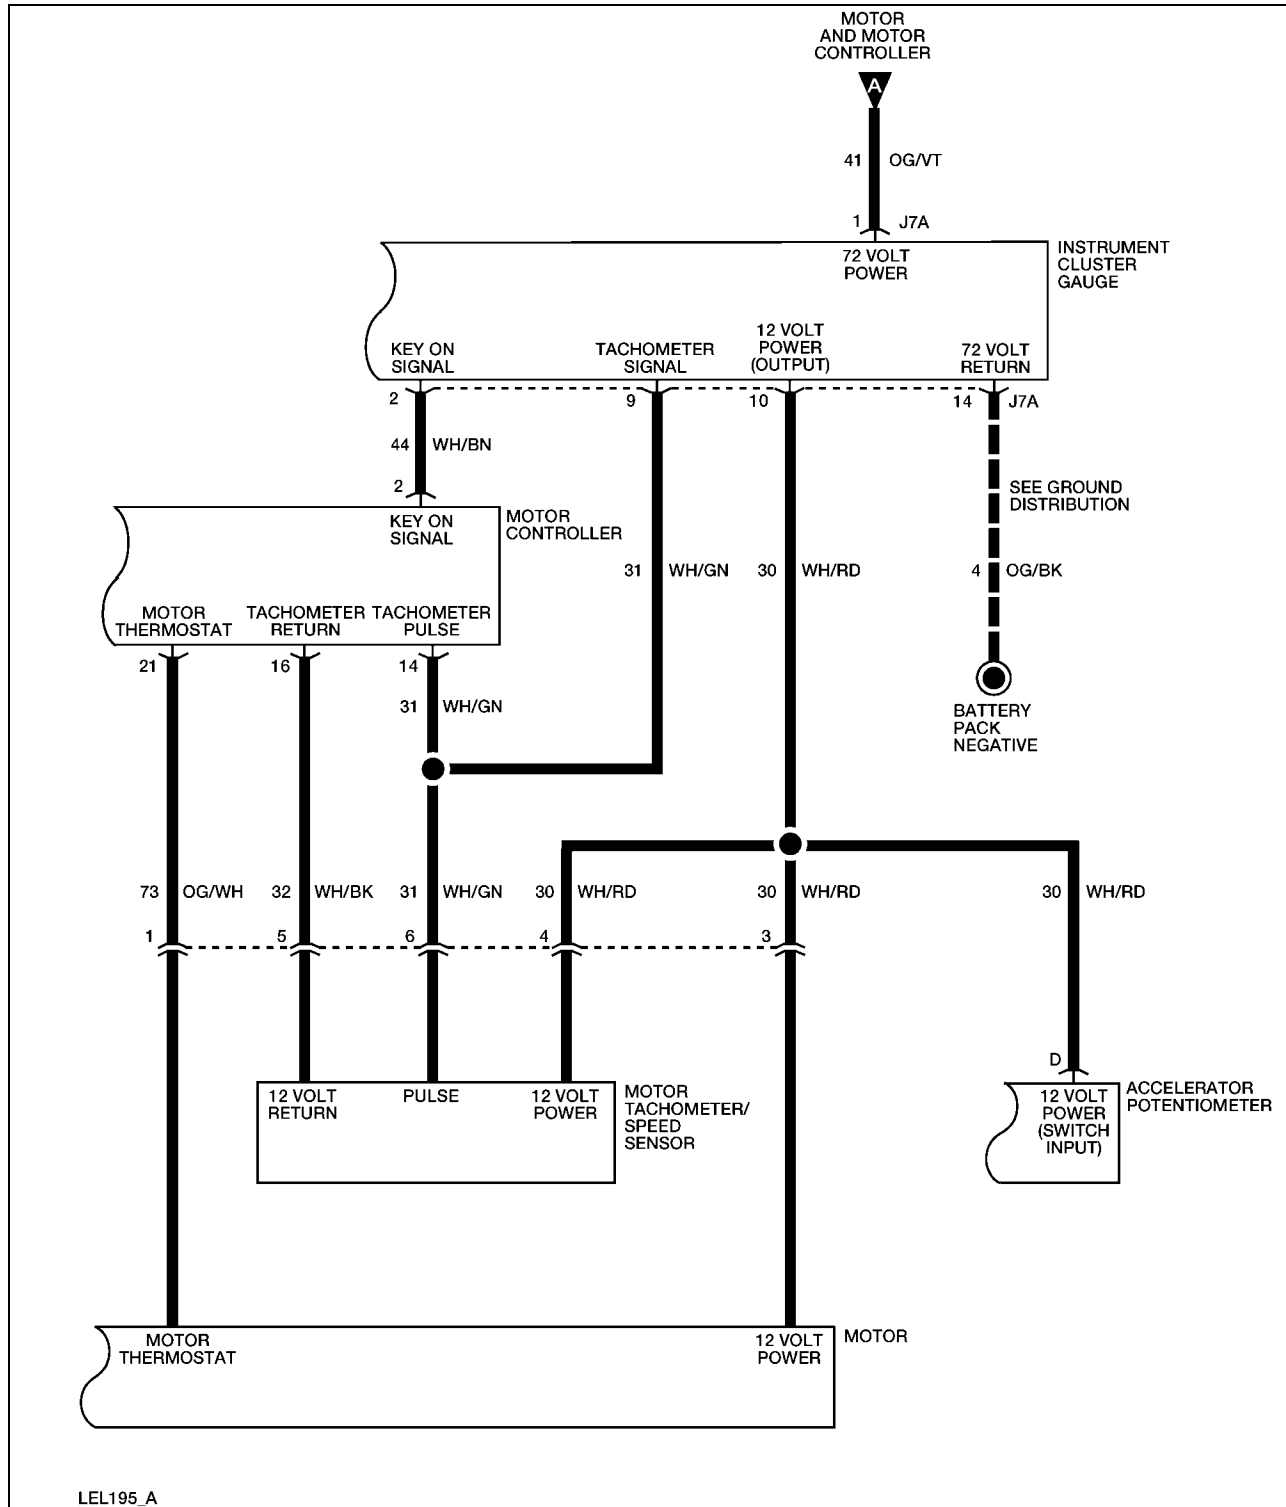 MOTOR
AND MOTOR
CONTROLLER
A
41 OG/VT
1 J7A
72 VOLT
POWER
INSTRUMENT
CLUSTER
GAUGE
KEY ON
SIGNAL
TACHOMETER
SIGNAL
12 VOLT
POWER
(OUTPUT)
72 VOLT
RETURN
2 9 10 14 J7A
44 WH/BN
2
SEE GROUND
DISTRIBUTION
KEY ON
SIGNAL
MOTOR
CONTROLLER
31 WH/GN 30 WH/RD 4 OG/BK
MOTOR
THERMOSTAT
TACHOMETER
RETURN
TACHOMETER
PULSE
21 16 14
31 WH/GN
BATTERY
PACK
NEGATIVE
73 OG/WH 32 WH/BK 31 WH/GN 30 WH/RD 30 WH/RD 30 WH/RD
1 5 6 4 3
D
12 VOLT
RETURN
PULSE
12 VOLT
POWER
MOTOR
TACHOMETER/
SPEED
SENSOR
12 VOLT
POWER
(SWITCH
INPUT)
ACCELERATOR
POTENTIOMETER
MOTOR
THERMOSTAT
12 VOLT
POWER
MOTOR
LEL195_A